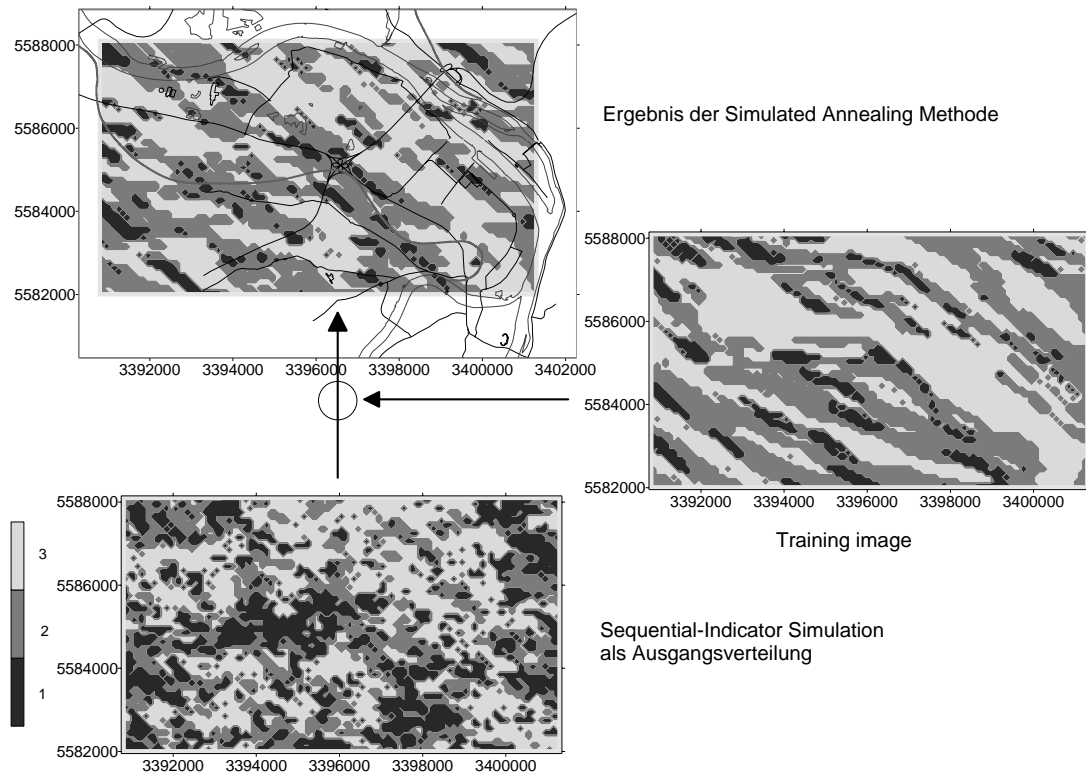 5588000
5586000
5584000
5582000
3392000 3394000 3396000 3398000 3400000 3402000
Ergebnis der Simulated Annealing Methode
5588000
5586000
5584000
5582000
3392000 3394000 3396000 3398000 3400000
Training image
3
2
1
5588000
5586000
5584000
5582000
3392000 3394000 3396000 3398000 3400000
Sequential-Indicator Simulation
als Ausgangsverteilung